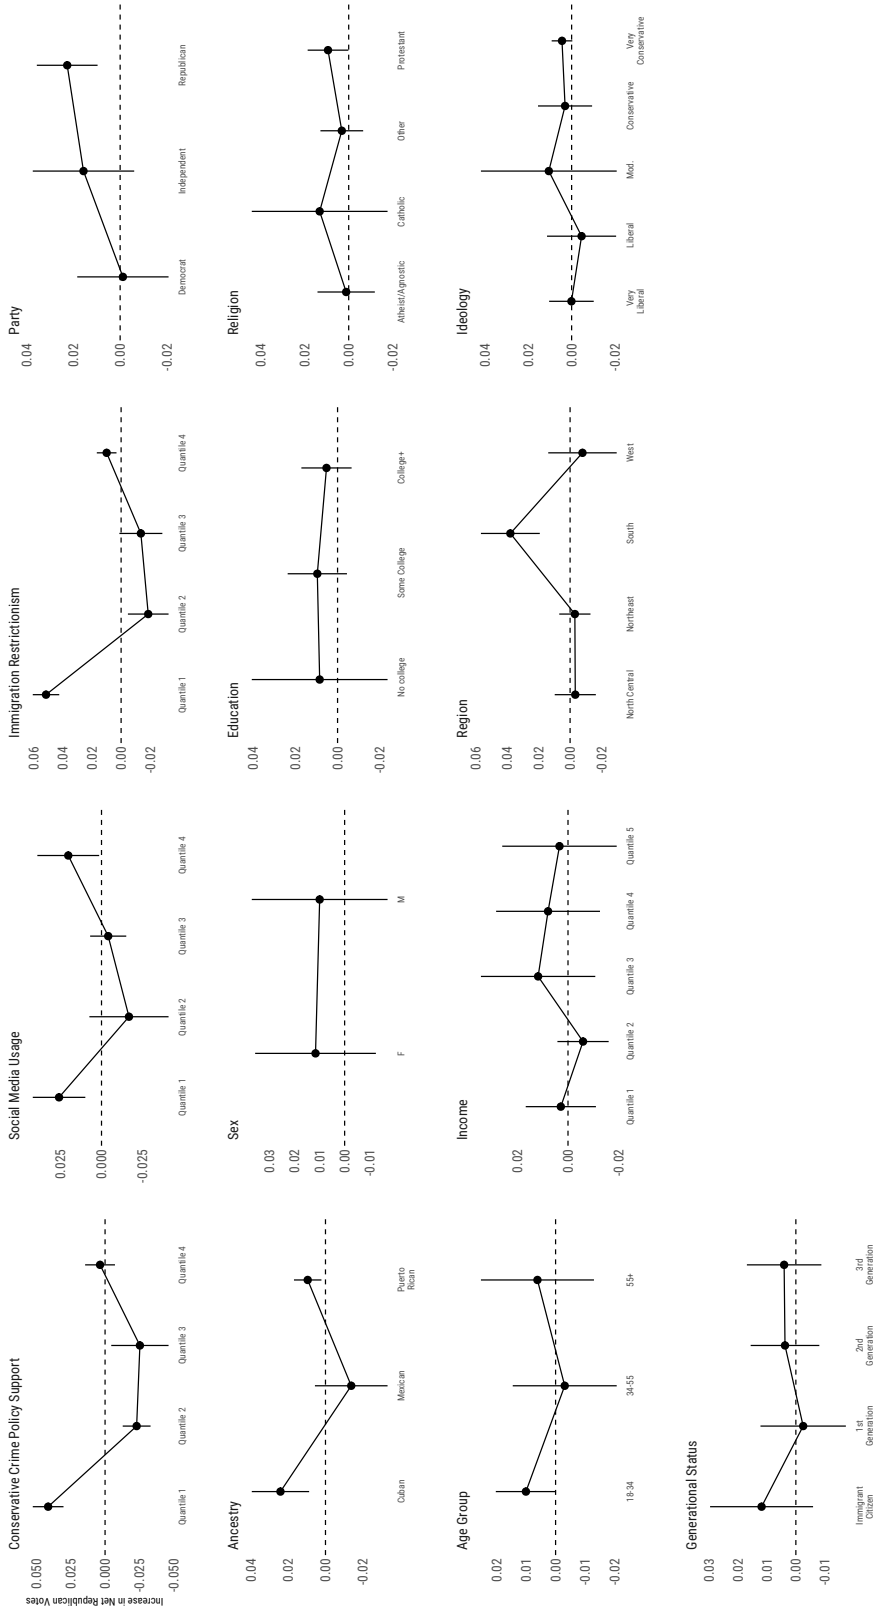 Increase in Net Republican Votes
Conservative Crime Policy Support
0.050
0.025
0.000
-0.025
-0.050
Quantile 1
Quantile 2
Quantile 3
Quantile 4
Social Media Usage
0.025
0.000
-0.025
Quantile 1
Quantile 2
Quantile 3
Quantile 4
Immigration Restrictionism
0.06
0.04
0.02
0.00
-0.02
Quantile 1
Quantile 2
Quantile 3
Quantile 4
Party
0.04
0.02
0.00
-0.02
Democrat
Independent
Republican
Ancestry
0.04
0.02
0.00
-0.02
Cuban
Mexican
Puerto
Rican
Sex
0.03
0.02
0.01
0.00
-0.01
F
M
Education
0.04
0.02
0.00
-0.02
No college
Some College
College+
Religion
0.04
0.02
0.00
-0.02
Atheist/Agnostic
Catholic
Other
Protestant
Age Group
0.02
0.01
0.00
-0.01
-0.02
18-34
34-55
55+
Income
0.02
0.00
-0.02
Quantile 1
Quantile 2
Quantile 3
Quantile 4
Quantile 5
Region
0.06
0.04
0.02
0.00
-0.02
North Central
Northeast
South
West
Ideology
0.04
0.02
0.00
-0.02
Very
Liberal
Liberal
Mod.
Conservative
Very
Conservative
Generational Status
0.03
0.02
0.01
0.00
-0.01
Immigrant
Citizen
1st
Generation
2nd
Generation
3rd
Generation